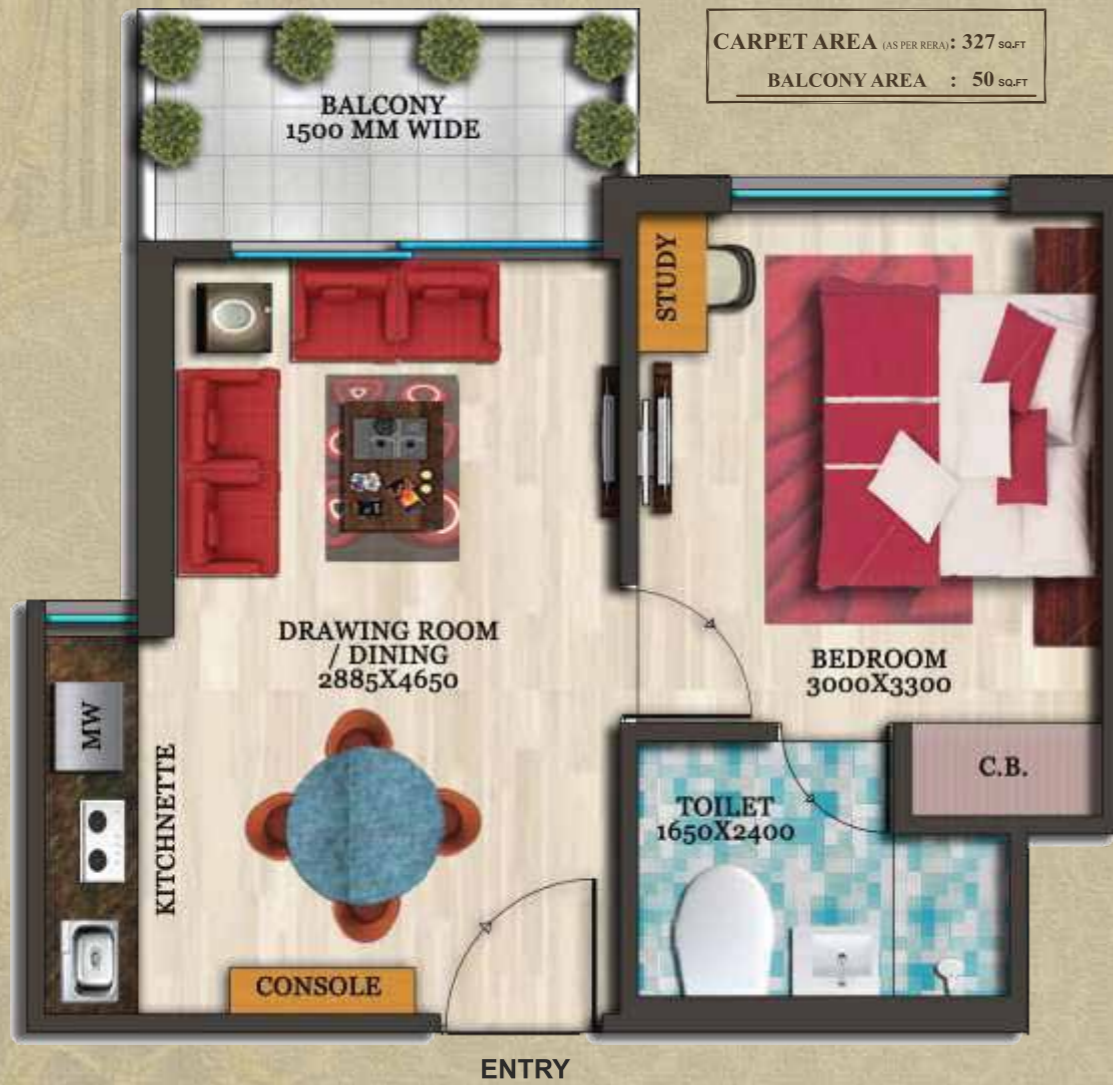 CARPET AREA (AS PER RERA): 327 SQ.FT
BALCONY AREA : 50 SQ.FT
BALCONY
1500 MM WIDE
STUDY
DRAWING ROOM
/ DINING
2885X4650
BEDROOM
3000X3300
MW
KITCHNETTE
C.B.
TOILET
1650X2400
CONSOLE
ENTRY